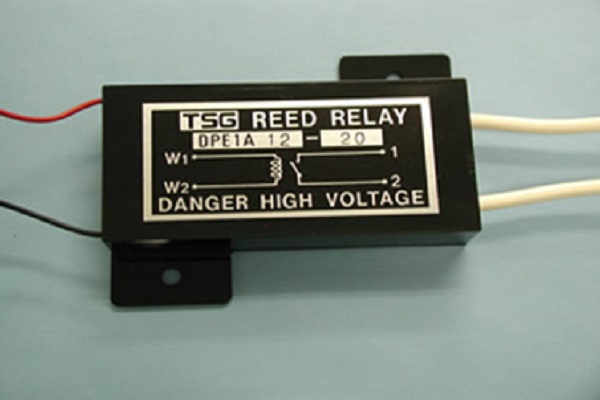 TSG REED RELAY
DPE1A 12 - 20
W1 1
W2 2
DANGER HIGH VOLTAGE